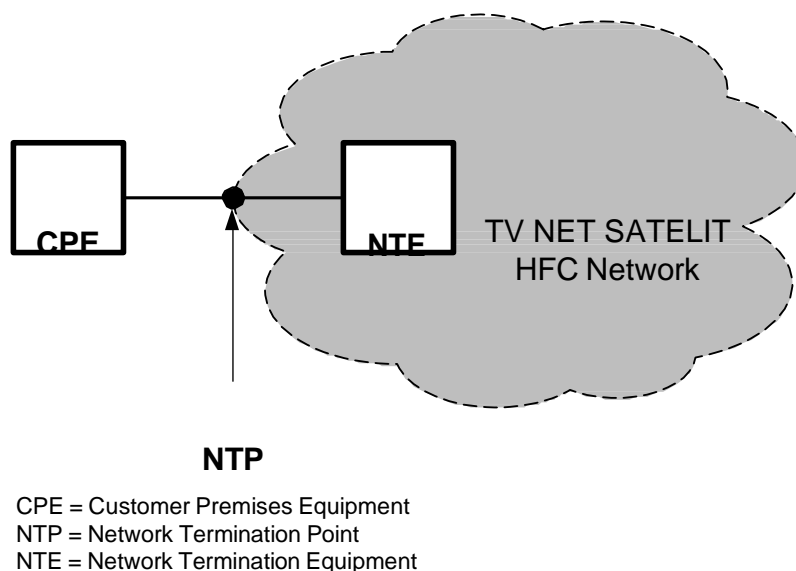 CPE
NTE
TV NET SATELIT
HFC Network
NTP
CPE = Customer Premises Equipment
NTP = Network Termination Point
NTE = Network Termination Equipment